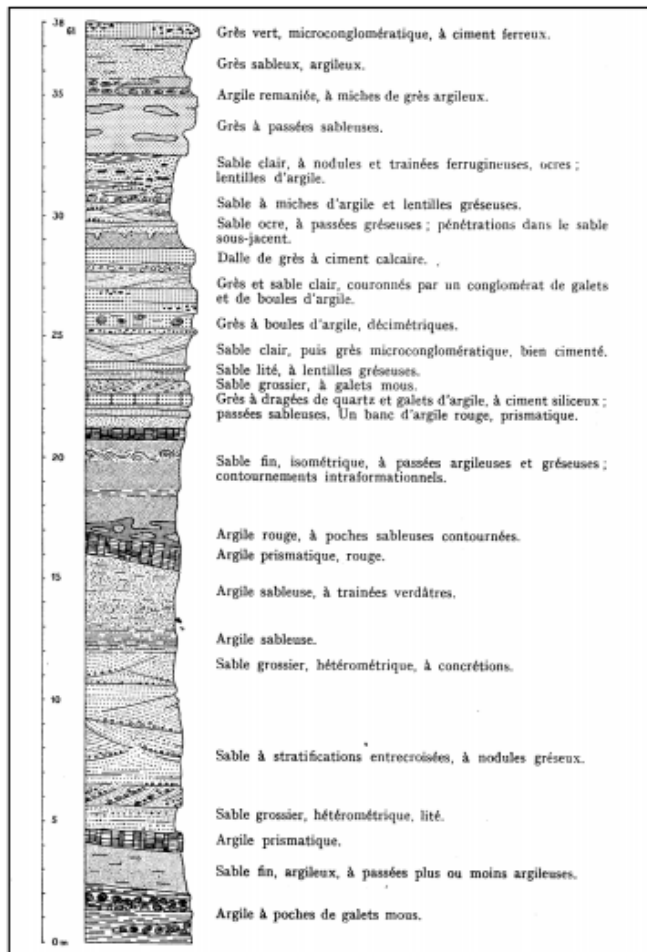 38
61
Grès vert, microconglomératique, à ciment ferreux.
Grès sableux, argileux.
35
Argile remaniée, à miches de grès argileux.
Grès à passées sableuses.
Sable clair, à nodules et trainées ferrugineuses, ocres ;
lentilles d'argile.
Sable à miches d'argile et lentilles gréseuses.
30
Sable ocre, à passées gréseuses ; pénétrations dans le sable
sous-jacent.
Dalle de grès à ciment calcaire.
Grès et sable clair, couronnés par un conglomérat de galets
et de boules d'argile.
25
Grès à boules d'argile, décimétriques.
Sable clair, puis grès microconglomératique, bien cimenté.
Sable lité, à lentilles gréseuses.
Sable grossier, à galets mous.
Grès à dragées de quartz et galets d'argile, à ciment siliceux ;
passées sableuses. Un banc d'argile rouge, prismatique.
20
Sable fin, isométrique, à passées argileuses et gréseuses ;
contournements intraformationnels.
Argile rouge, à poches sableuses contournées.
Argile prismatique, rouge.
15
Argile sableuse, à trainées verdâtres.
Argile sableuse.
Sable grossier, hétérométrique, à concrétions.
10
Sable à stratifications entrecroisées, à nodules gréseux.
Sable grossier, hétérométrique, lité.
5
Argile prismatique.
Sable fin, argileux, à passées plus ou moins argileuses.
Argile à poches de galets mous.
0 m